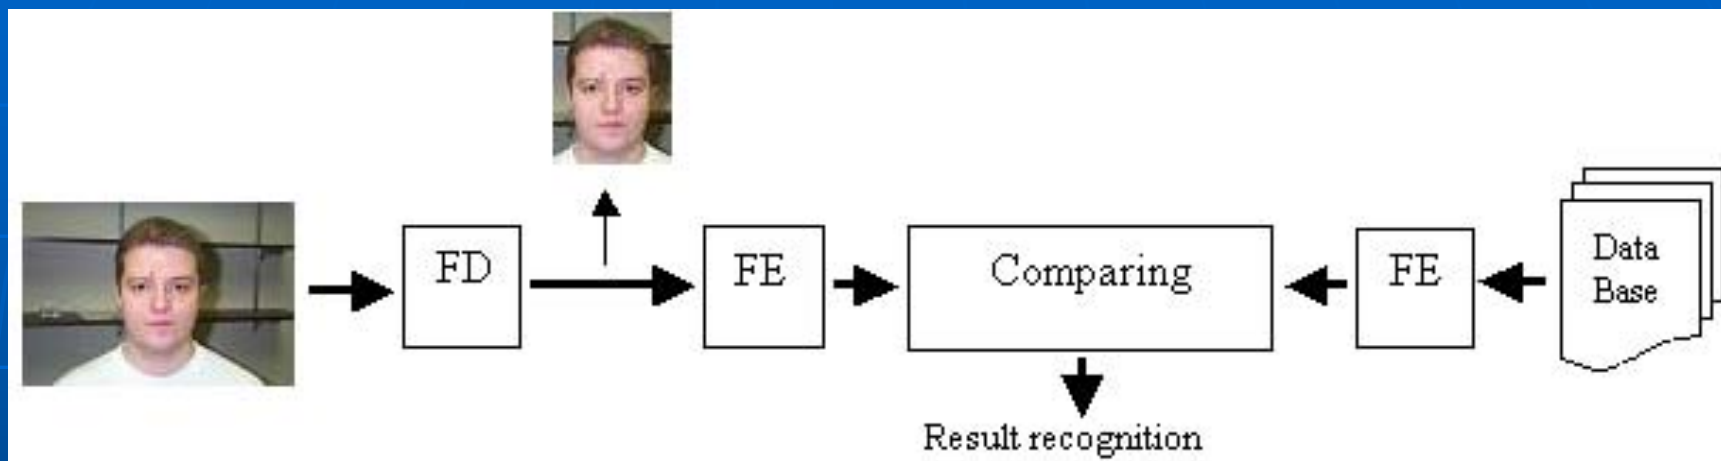 FD
FE
Comparing
FE
Data
Base
Result recognition